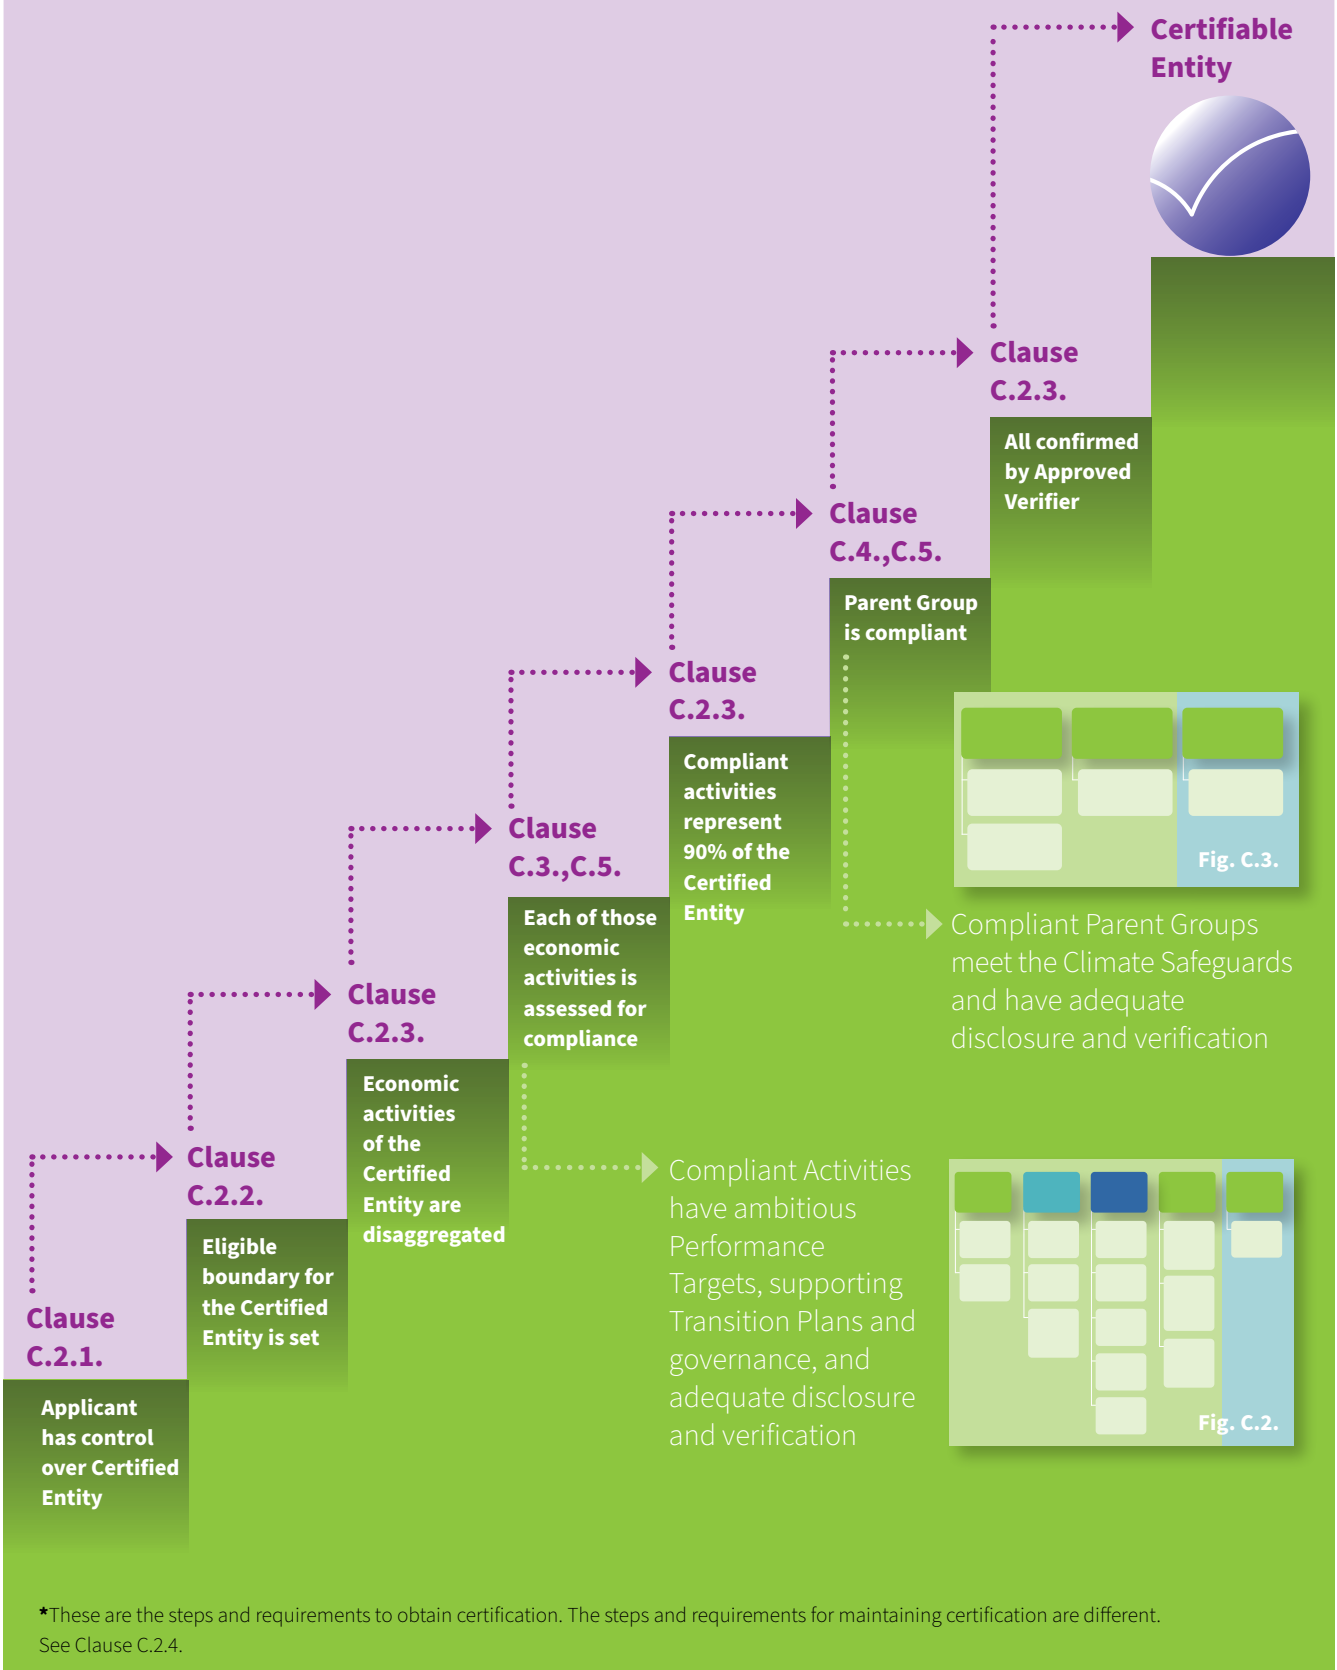 Certifiable
Entity
Clause
C.2.3.
All confirmed
by Approved
Verifier
Clause
C.4.,C.5.
Parent Group
is compliant
Clause
C.2.3.
Compliant
activities
represent
90% of the
Certified
Entity
Fig. C.3.
Compliant Parent Groups
meet the Climate Safeguards
and have adequate
disclosure and verification
Clause
C.3.,C.5.
Each of those
economic
activities is
assessed for
compliance
Clause
C.2.3.
Economic
activities
of the
Certified
Entity are
disaggregated
Compliant Activities
have ambitious
Performance
Targets, supporting
Transition Plans and
governance, and
adequate disclosure
and verification
Fig. C.2.
Clause
C.2.2.
Eligible
boundary for
the Certified
Entity is set
Clause
C.2.1.
Applicant
has control
over Certified
Entity
*These are the steps and requirements to obtain certification. The steps and requirements for maintaining certification are different.
See Clause C.2.4.